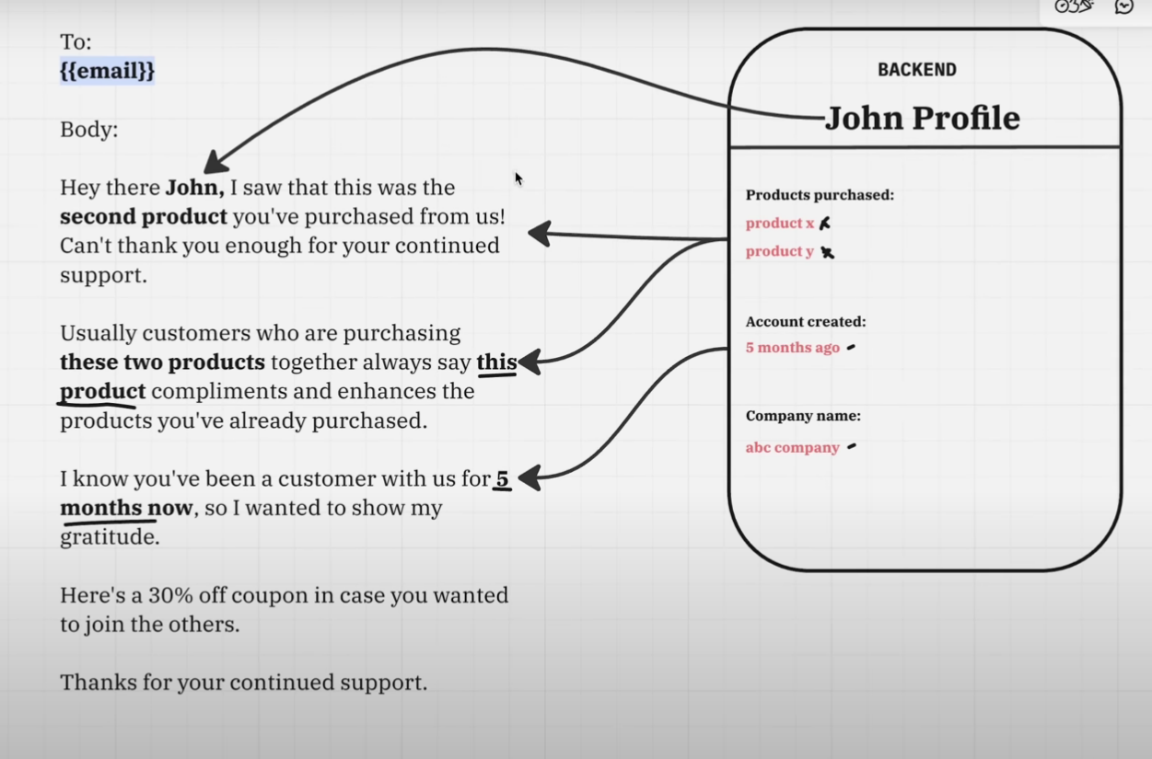 To:
{{email}}
Body:
Hey there John, I saw that this was the
second product you've purchased from us!
Can't thank you enough for your continued
support.
Usually customers who are purchasing
these two products together always say this
product compliments and enhances the
products you've already purchased.
I know you've been a customer with us for 5
months now, so I wanted to show my
gratitude.
Here's a 30% off coupon in case you wanted
to join the others.
Thanks for your continued support.
BACKEND
John Profile
Products purchased:
product x
product y
Account created:
5 months ago
Company name:
abc company